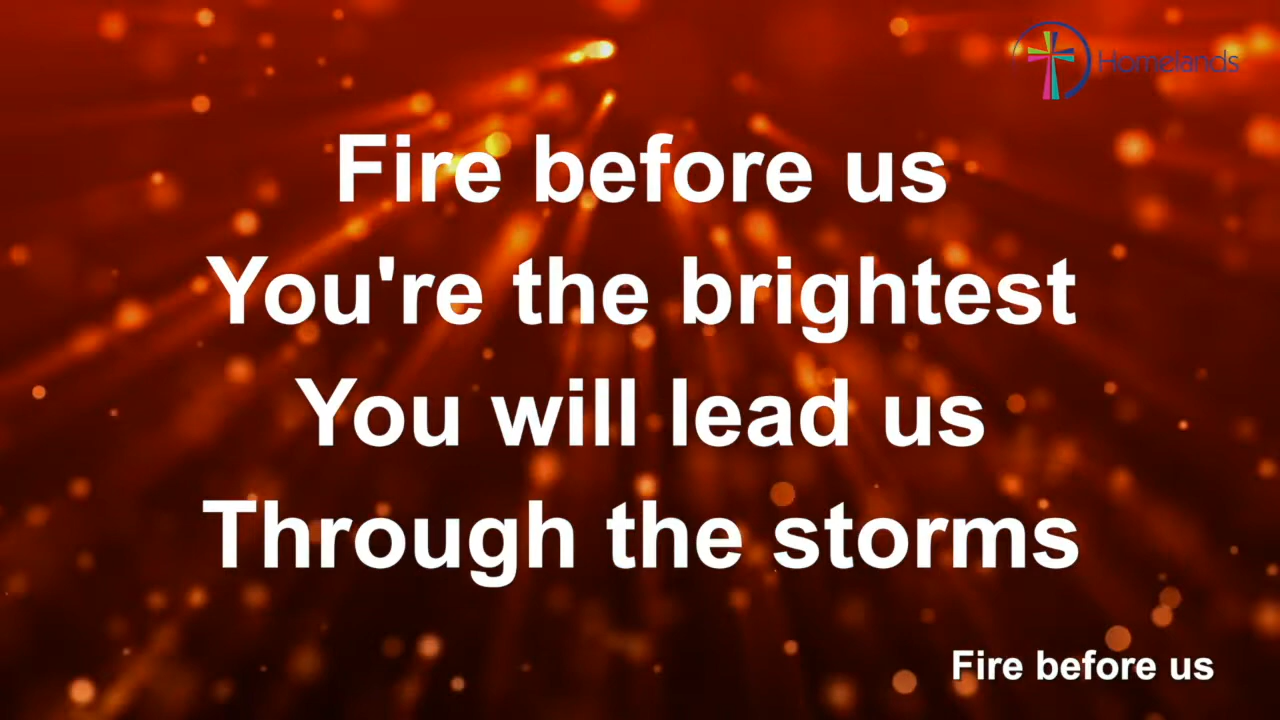 Homelands
Fire before us
You're the brightest
You will lead us
Through the storms
Fire before us